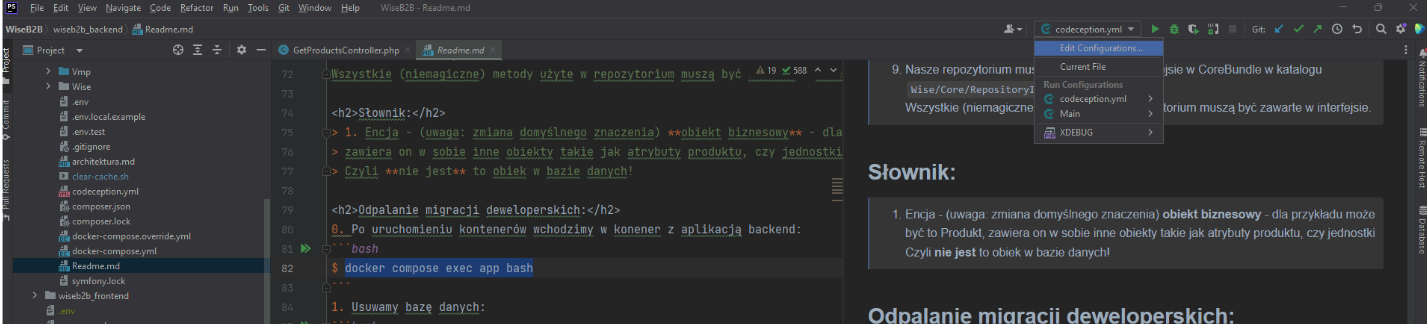 PS File Edit View Navigate Code Refactor Run Tools Git Window Help WiseB2B - Readme.md
WiseB2B wiseb2b_backend Readme.md
codeception.yml
Git:
Project
GetProductsController.php
Readme.md
Edit Configurations...
Current File
Run Configurations
codeception.yml
Main
XDEBUG
Project
Commit
Pull Requests
Vmp
Wise
.env
.env.local.example
.env.test
.gitignore
architektura.md
clear-cache.sh
codeception.yml
composer.json
composer.lock
docker-compose.override.yml
docker-compose.yml
Readme.md
symfony.lock
wiseb2b_frontend
.env
19 588
72 Wszystkie (niemagiczne) metody użyte w repozytorium muszą być
73
74 <h2>Słownik:</h2>
75 > 1. Encja - (uwaga: zmiana domyślnego znaczenia) **obiekt biznesowy** - dla
76 > zawiera on w sobie inne obiekty takie jak atrybuty produktu, czy jednostki
77 > Czyli **nie jest** to obiek w bazie danych!
78
79 <h2>Odpalanie migracji deweloperskich:</h2>
80 0. Po uruchomieniu kontenerów wchodzimy w konener z aplikacją backend:
81 ```bash
82 $ docker compose exec app bash
83 ```
84 1. Usuwamy bazę danych:
9. Nasze repozytorium mus ejsie w CoreBundle w katalogu
Wise/Core/RepositoryI
Wszystkie (niemagiczne torium muszą być zawarte w interfejsie.
Słownik:
1. Encja - (uwaga: zmiana domyślnego znaczenia) obiekt biznesowy - dla przykładu może
być to Produkt, zawiera on w sobie inne obiekty takie jak atrybuty produktu, czy jednostki
Czyli nie jest to obiek w bazie danych!
Odpalanie migracji deweloperskich:
Notifications
Remote Host
Database